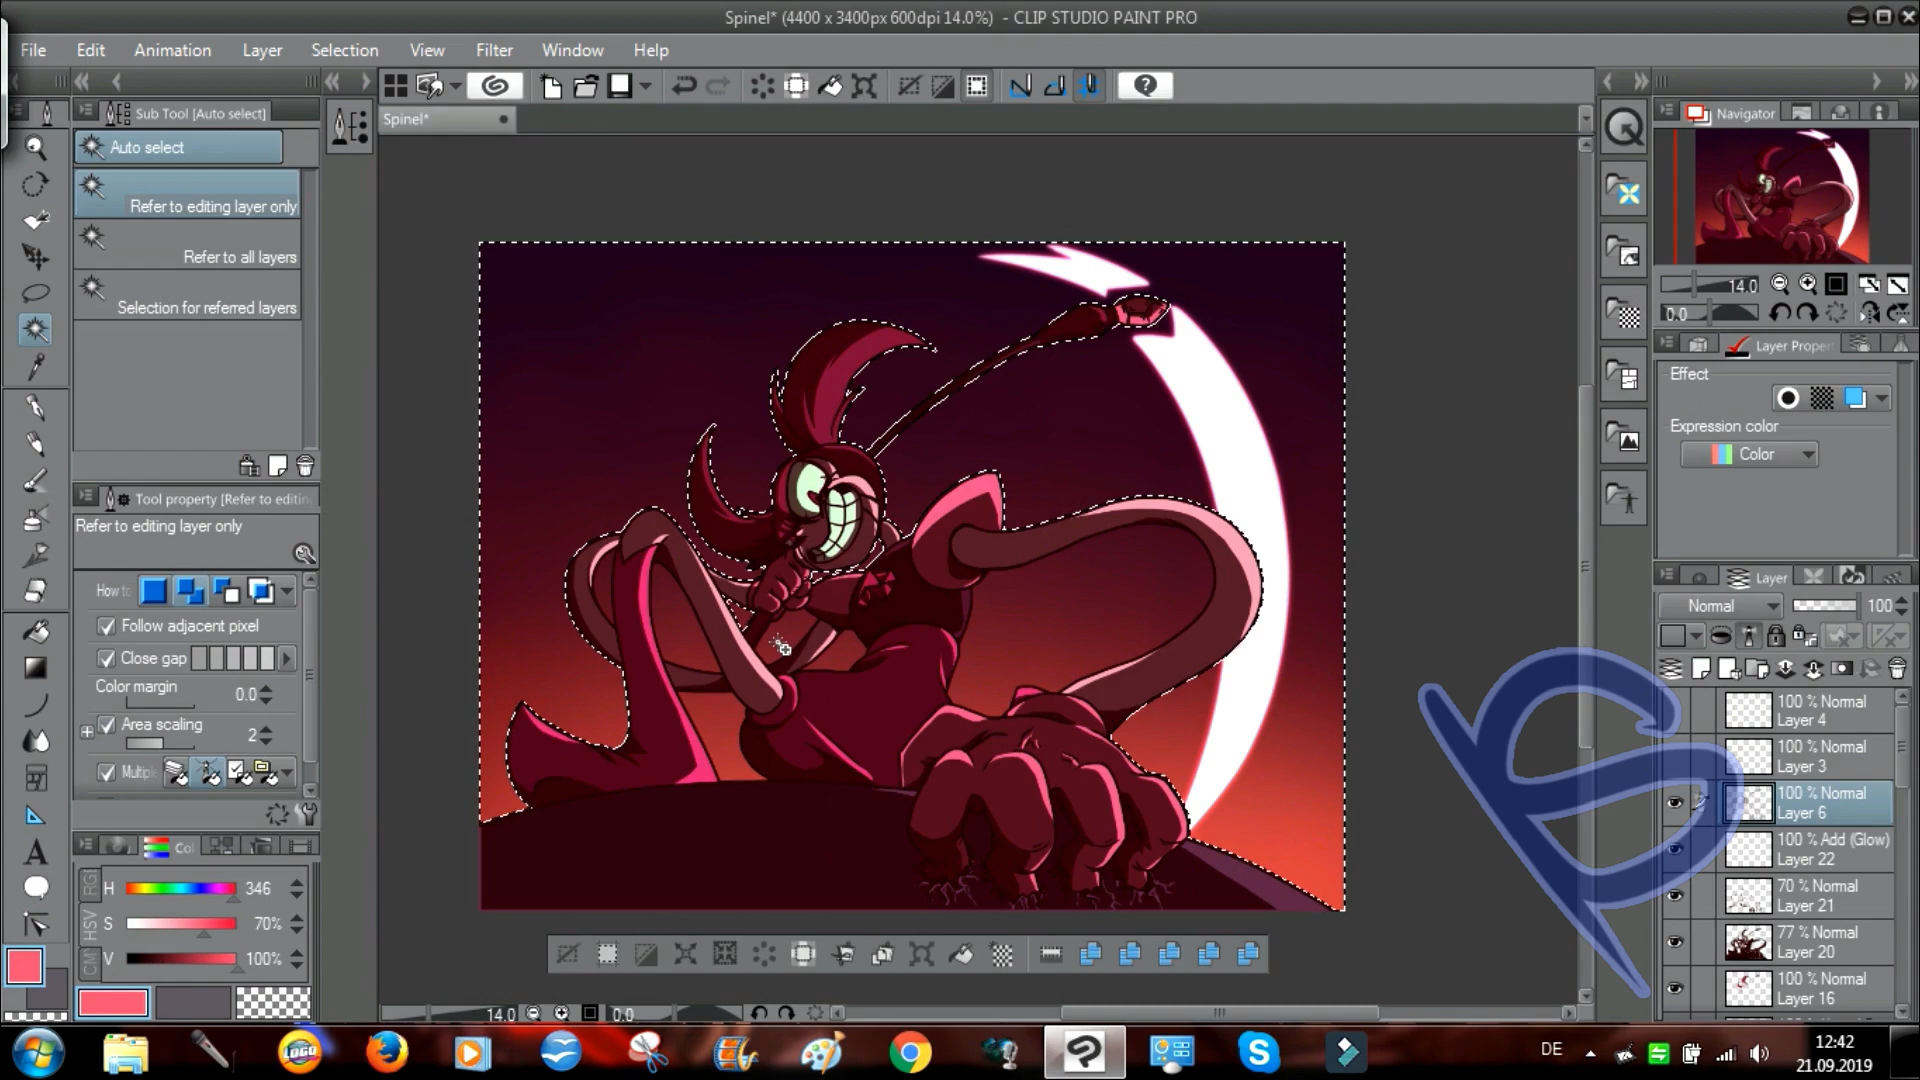 Spinel* (4400 x 3400px 600dpi 14.0%) - CLIP STUDIO PAINT PRO
File Edit Animation Layer Selection View Filter Window Help
Sub Tool [Auto select]
Spinel*
Navigator
Auto select
Refer to editing layer only
Refer to all layers
Selection for referred layers
14.0
0.0
Layer Proper
Effect
Expression color
Color
Tool property [Refer to editin
Refer to editing layer only
How to
Follow adjacent pixel
Close gap
Color margin 0.0
Area scaling
2
Multipl
Layer
Normal 100
100 % Normal
Layer 4
100 % Normal
Layer 3
100 % Normal
Layer 6
100 % Add (Glow)
Layer 22
70 % Normal
Layer 21
77 % Normal
Layer 20
100 % Normal
Layer 16
Col
RGB
HSV
CM
H 346
S 70%
V 100%
14.0 0.0
LOGO
DE
12:42
21.09.2019